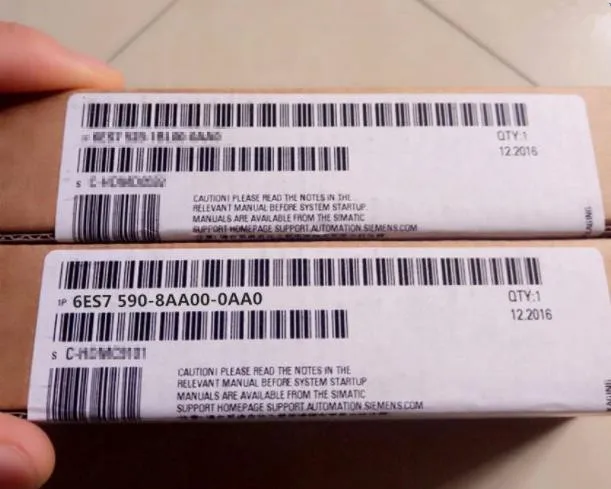 QTY:1
12.2016
S
CAUTION! PLEASE READ THE NOTES IN THE
RELEVANT MANUAL BEFORE SYSTEM STARTUP.
MANUALS ARE AVAILABLE FROM THE SIMATIC
SUPPORT HOMEPAGE SUPPORT.AUTOMATION.SIEMENS.COM
1P 6ES7 590-8AA00-0AA0
QTY:1
12.2016
S
CAUTION! PLEASE READ THE NOTES IN THE
RELEVANT MANUAL BEFORE SYSTEM STARTUP
MANUALS ARE AVAILABLE FROM THE SIMATIC
SUPPORT HOMEPAGE SUPPORT.AUTOMATION.SIEMENS.COM